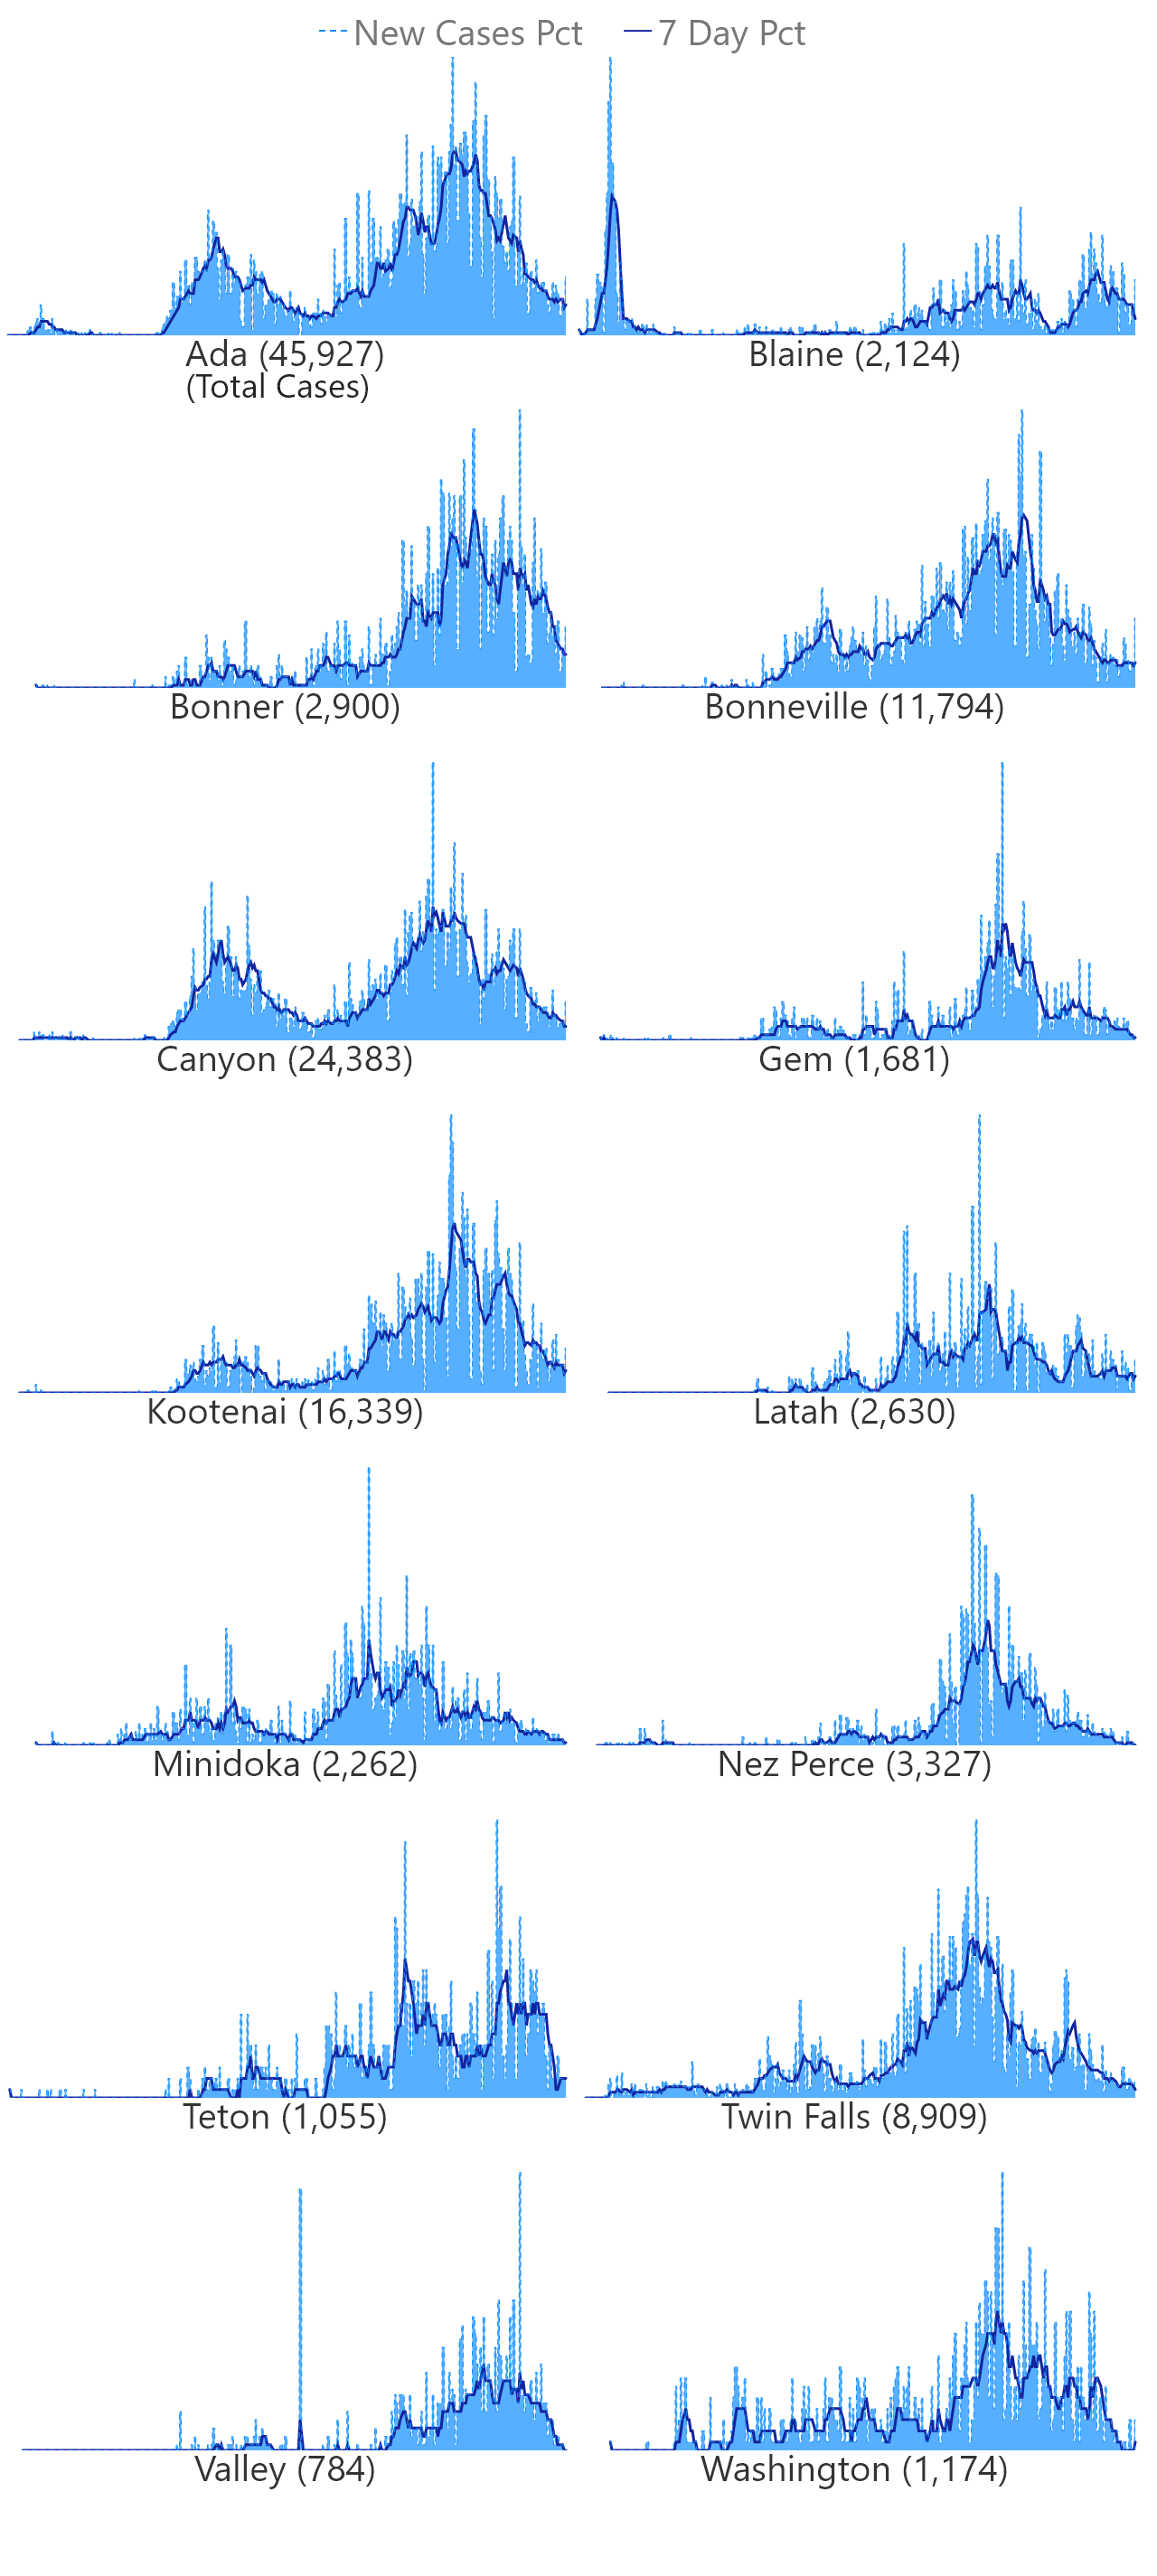 New Cases Pct 7 Day Pct
Ada (45,927)
(Total Cases)
Blaine (2,124)
Bonner (2,900)
Bonneville (11,794)
Canyon (24,383)
Gem (1,681)
Kootenai (16,339)
Latah (2,630)
Minidoka (2,262)
Nez Perce (3,327)
Teton (1,055)
Twin Falls (8,909)
Valley (784)
Washington (1,174)